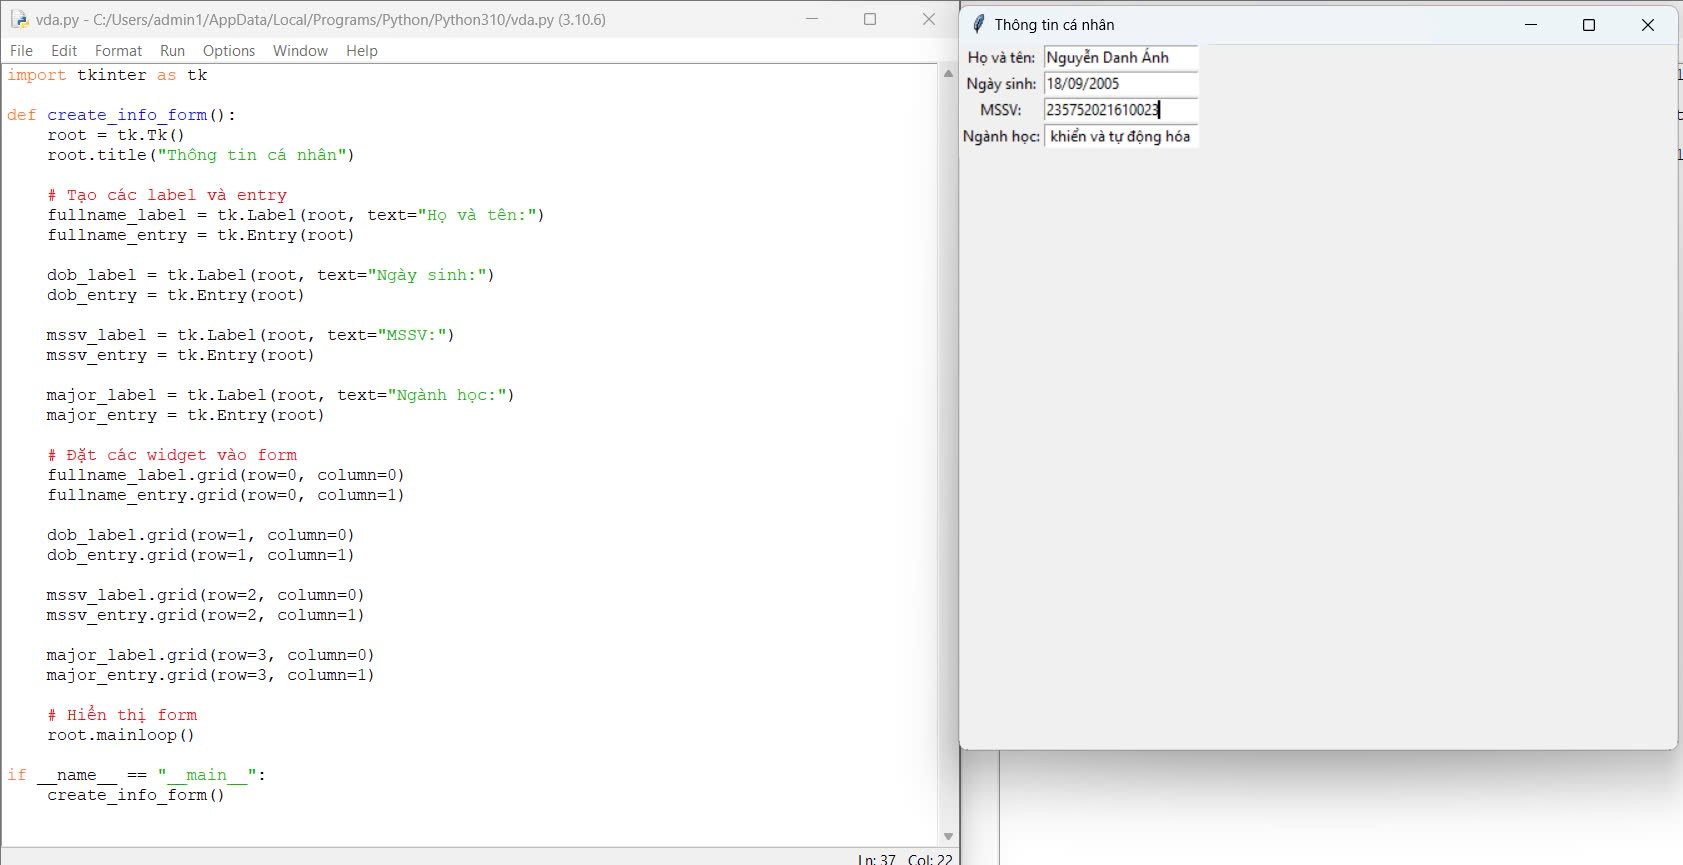 vda.py - C:/Users/admin1/AppData/Local/Programs/Python/Python310/vda.py (3.10.6)
File Edit Format Run Options Window Help
import tkinter as tk
def create_info_form():
    root = tk.Tk()
    root.title("Thông tin cá nhân")
    # Tạo các label và entry
    fullname_label = tk.Label(root, text="Họ và tên:")
    fullname_entry = tk.Entry(root)
    dob_label = tk.Label(root, text="Ngày sinh:")
    dob_entry = tk.Entry(root)
    mssv_label = tk.Label(root, text="MSSV:")
    mssv_entry = tk.Entry(root)
    major_label = tk.Label(root, text="Ngành học:")
    major_entry = tk.Entry(root)
    # Đặt các widget vào form
    fullname_label.grid(row=0, column=0)
    fullname_entry.grid(row=0, column=1)
    dob_label.grid(row=1, column=0)
    dob_entry.grid(row=1, column=1)
    mssv_label.grid(row=2, column=0)
    mssv_entry.grid(row=2, column=1)
    major_label.grid(row=3, column=0)
    major_entry.grid(row=3, column=1)
    # Hiển thị form
    root.mainloop()
if __name__ == "__main__":
    create_info_form()
Ln: 37 Col: 22
Thông tin cá nhân
Họ và tên: Nguyễn Danh Ánh
Ngày sinh: 18/09/2005
MSSV: 235752021610023
Ngành học: khiển và tự động hóa